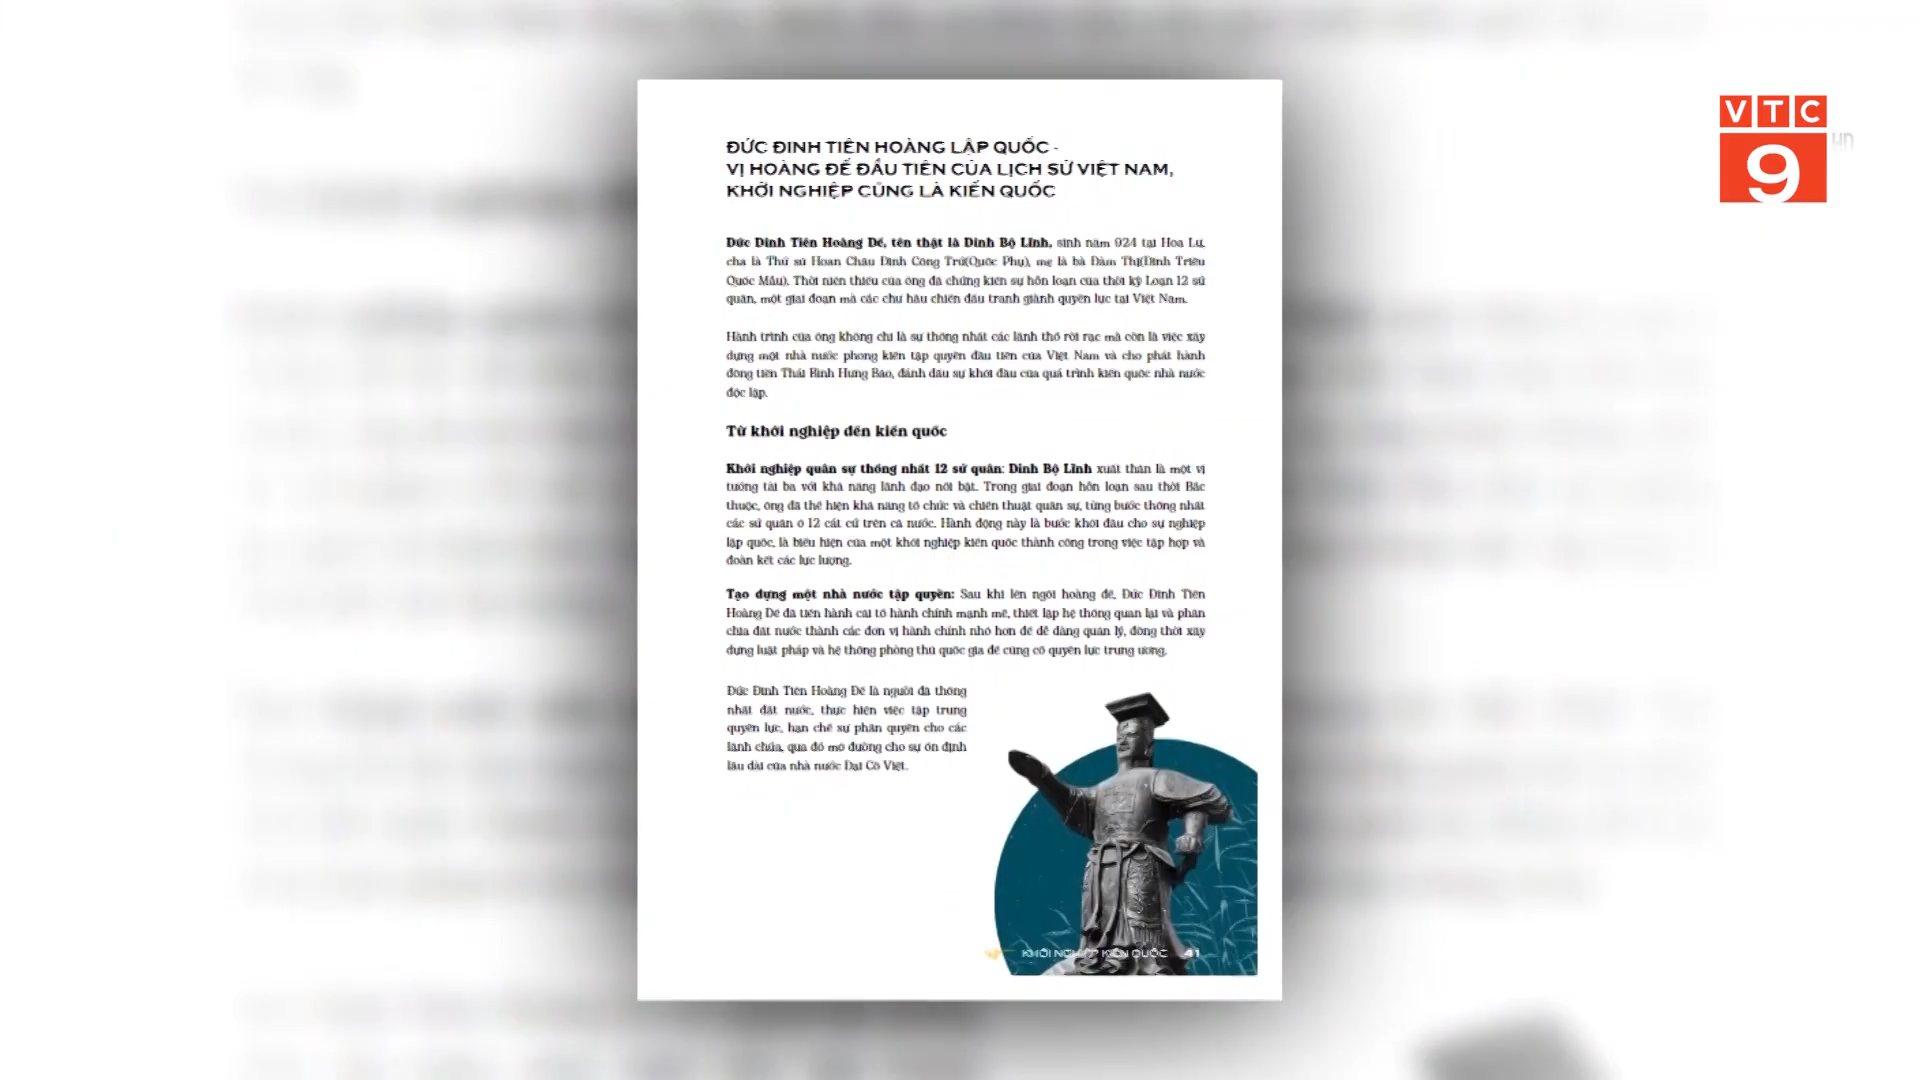 VTC
9
ĐỨC ĐINH TIÊN HOÀNG LẬP QUỐC -
VỊ HOÀNG ĐẾ ĐẦU TIÊN CỦA LỊCH SỬ VIỆT NAM,
KHỞI NGHIỆP CŨNG LÀ KIẾN QUỐC
Đức Đinh Tiên Hoàng Đế, tên thật là Đinh Bộ Lĩnh, sinh năm 924 tại Hoa Lư,
cha là Thứ sử Hoan Châu Đinh Công Trứ(Quốc Phụ), mẹ là bà Đàm Thị(Đinh Triều
Quốc Mẫu). Thời niên thiếu của ông đã chứng kiến sự hỗn loạn của thời kỳ Loạn 12 sứ
quân, một giai đoạn mà các chư hầu chiến đấu tranh giành quyền lực tại Việt Nam.
Hành trình của ông không chỉ là sự thống nhất các lãnh thổ rời rạc mà còn là việc xây
dựng một nhà nước phong kiến tập quyền đầu tiên của Việt Nam và cho phát hành
đồng tiền Thái Bình Hưng Bảo, đánh dấu sự khởi đầu của quá trình kiến quốc nhà nước
độc lập.
Từ khởi nghiệp đến kiến quốc
Khởi nghiệp quân sự thống nhất 12 sứ quân: Đinh Bộ Lĩnh xuất thân là một vị
tướng tài ba với khả năng lãnh đạo nổi bật. Trong giai đoạn hỗn loạn sau thời Bắc
thuộc, ông đã thể hiện khả năng tổ chức và chiến thuật quân sự, từng bước thống nhất
các sứ quân ở 12 cát cứ trên cả nước. Hành động này là bước khởi đầu cho sự nghiệp
lập quốc, là biểu hiện của một khởi nghiệp kiến quốc thành công trong việc tập hợp và
đoàn kết các lực lượng.
Tạo dựng một nhà nước tập quyền: Sau khi lên ngôi hoàng đế, Đức Đinh Tiên
Hoàng Đế đã tiến hành cải tổ hành chính mạnh mẽ, thiết lập hệ thống quan lại và phân
chia đất nước thành các đơn vị hành chính nhỏ hơn để dễ dàng quản lý, đồng thời xây
dựng luật pháp và hệ thống phòng thủ quốc gia để củng cố quyền lực trung ương.
Đức Đinh Tiên Hoàng Đế là người đã thống
nhất đất nước, thực hiện việc tập trung
quyền lực, hạn chế sự phân quyền cho các
lãnh chúa, qua đó mở đường cho sự ổn định
lâu dài của nhà nước Đại Cồ Việt.
KHỞI NGHIỆP KIẾN QUỐC 41